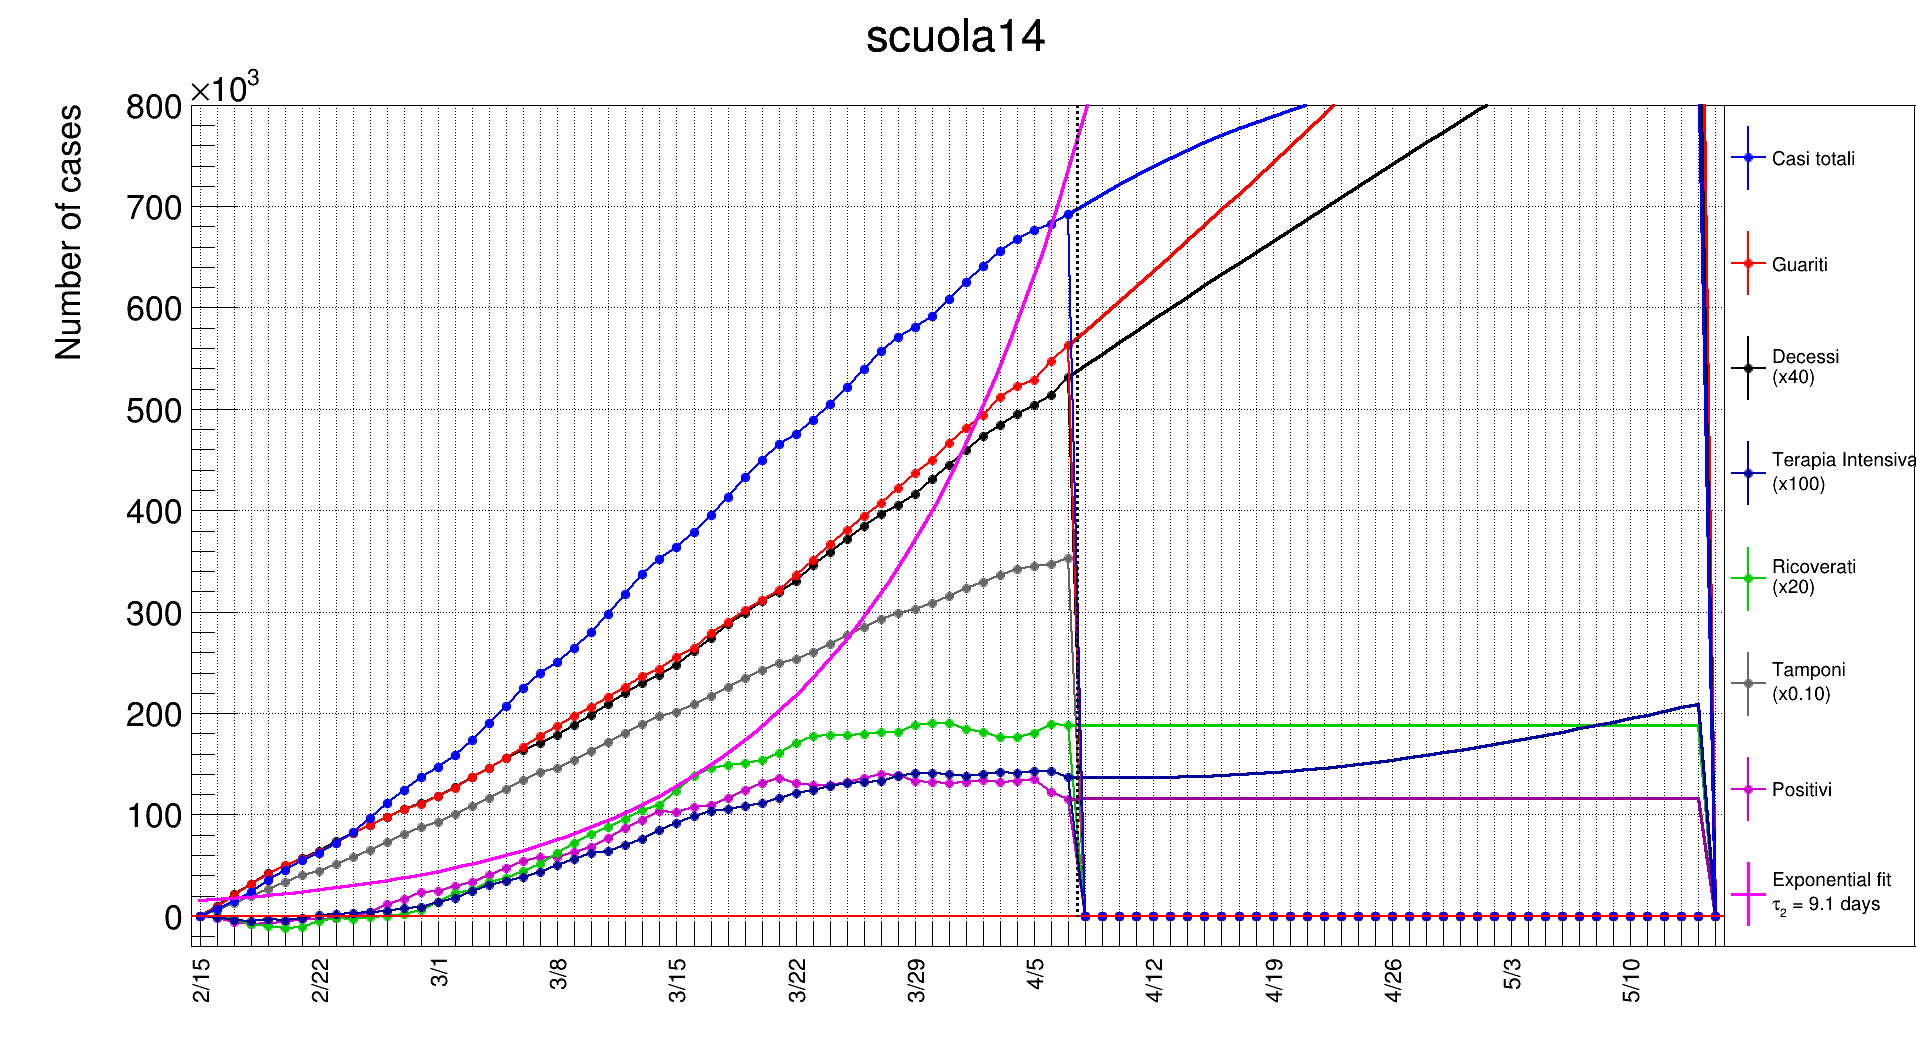 scuola14
×10³
Number of cases
800
700
600
500
400
300
200
100
0
2/15
2/22
3/1
3/8
3/15
3/22
3/29
4/5
4/12
4/19
4/26
5/3
5/10
Casi totali
Guariti
Decessi
(x40)
Terapia Intensiva
(x100)
Ricoverati
(x20)
Tamponi
(x0.10)
Positivi
Exponential fit
τ₂ = 9.1 days